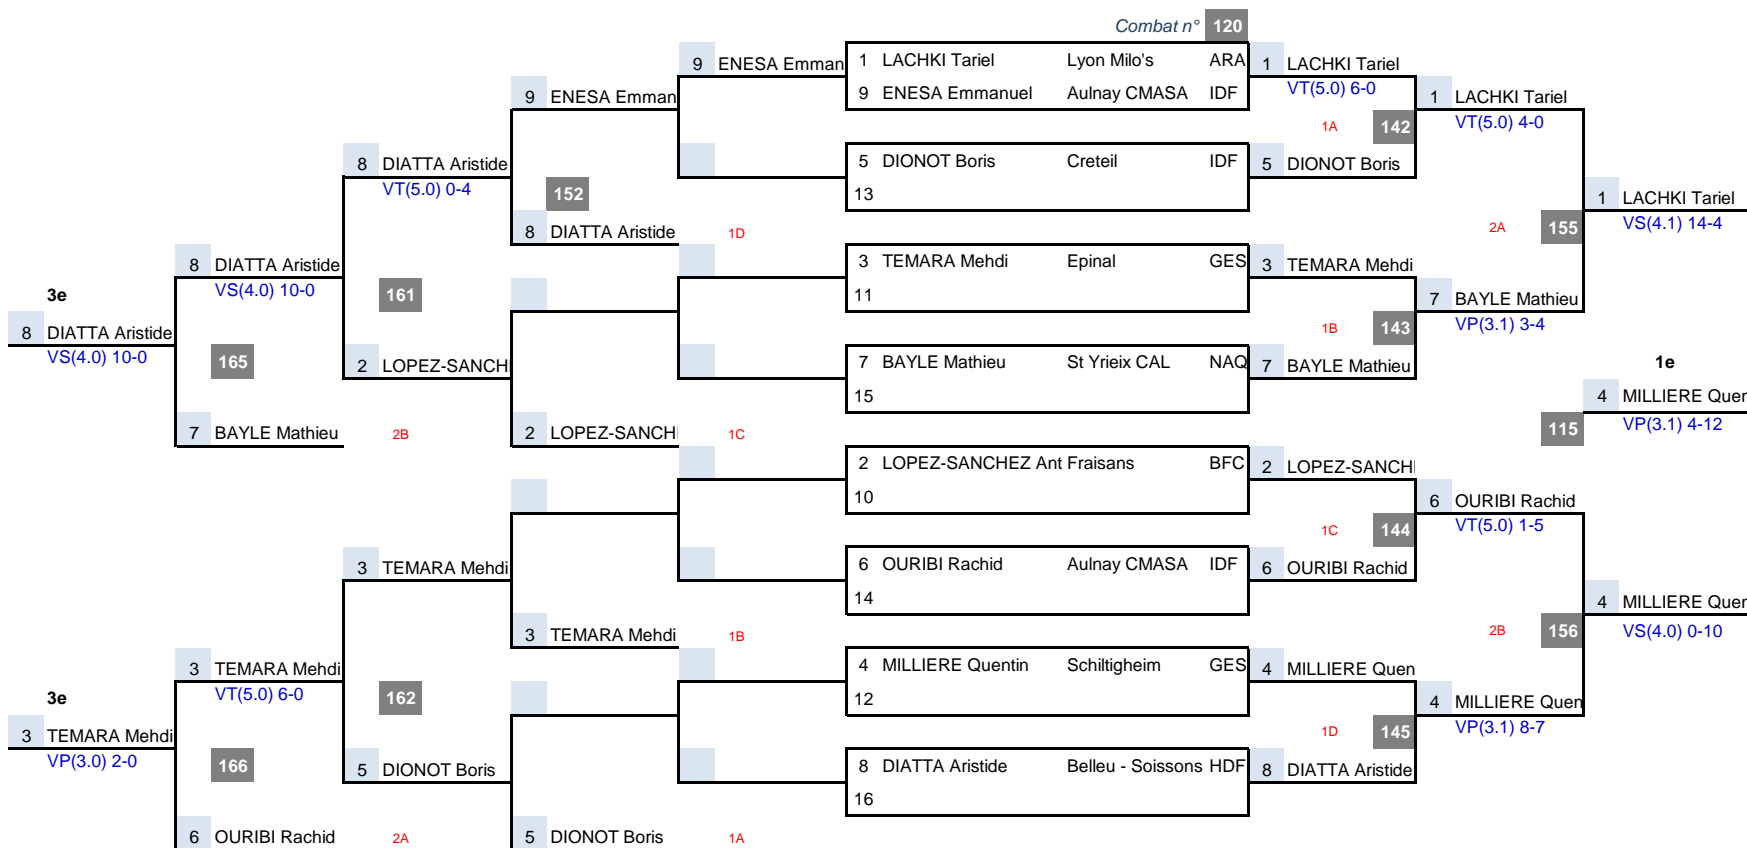 Combat n° 120
9 ENESA Emman
1 LACHKI Tariel Lyon Milo's ARA
1 LACHKI Tariel
VT(5.0) 6-0
9 ENESA Emman
9 ENESA Emmanuel Aulnay CMASA IDF
1 LACHKI Tariel
VT(5.0) 4-0
1A 142
8 DIATTA Aristide
VT(5.0) 0-4
152
5 DIONOT Boris Creteil IDF
5 DIONOT Boris
13
1 LACHKI Tariel
VS(4.1) 14-4
8 DIATTA Aristide 1D
2A 155
8 DIATTA Aristide
VS(4.0) 10-0
3 TEMARA Mehdi Epinal GES
3 TEMARA Mehdi
3e
161
11
7 BAYLE Mathieu
VP(3.1) 3-4
8 DIATTA Aristide
VS(4.0) 10-0
1B 143
165
2 LOPEZ-SANCH
7 BAYLE Mathieu St Yrieix CAL NAQ
7 BAYLE Mathieu
1e
15
4 MILLIERE Quer
VP(3.1) 4-12
7 BAYLE Mathieu 2B
2 LOPEZ-SANCH 1C
115
2 LOPEZ-SANCHEZ Ant Fraisans BFC
2 LOPEZ-SANCH
10
6 OURIBI Rachid
VT(5.0) 1-5
1C 144
3 TEMARA Mehdi
6 OURIBI Rachid Aulnay CMASA IDF
6 OURIBI Rachid
14
4 MILLIERE Quer
VS(4.0) 0-10
3 TEMARA Mehdi 1B
2B 156
3 TEMARA Mehdi
VT(5.0) 6-0
4 MILLIERE Quentin Schiltigheim GES
4 MILLIERE Quen
3e
162
12
4 MILLIERE Quen
VP(3.1) 8-7
3 TEMARA Mehdi
VP(3.0) 2-0
1D 145
166
5 DIONOT Boris
8 DIATTA Aristide Belleu - Soissons HDF
8 DIATTA Aristide
16
6 OURIBI Rachid 2A
5 DIONOT Boris 1A